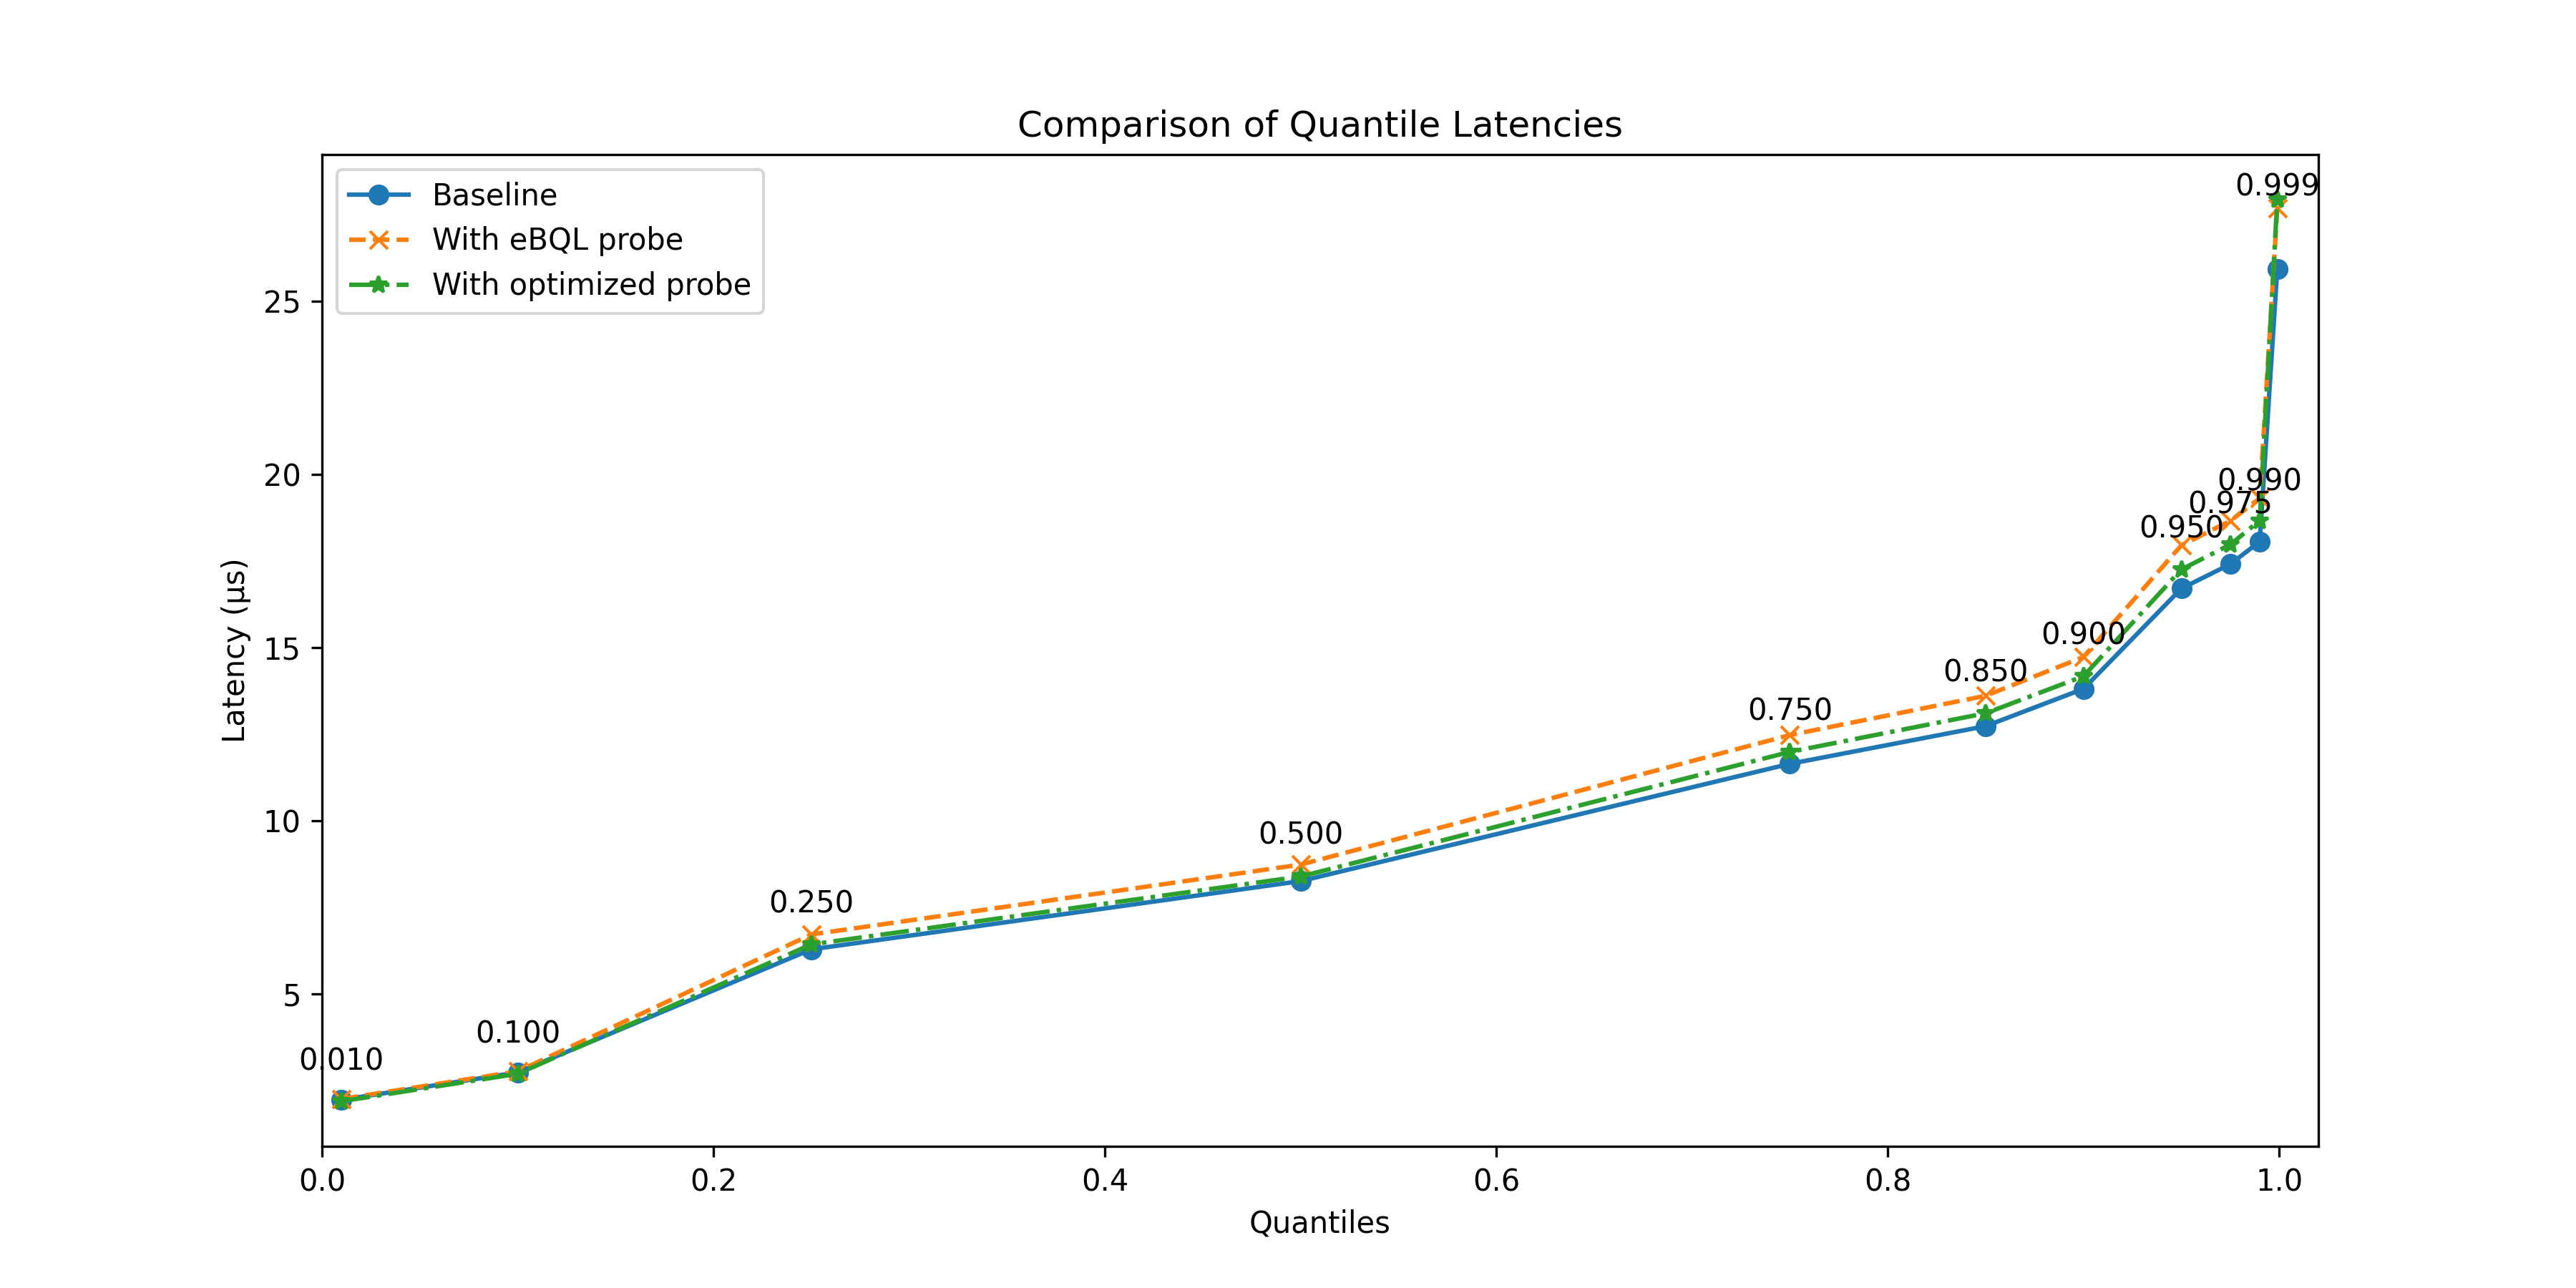 Comparison of Quantile Latencies
Baseline
With eBQL probe
With optimized probe
Latency (µs)
25
20
15
10
5
0.010
0.100
0.250
0.500
0.750
0.850
0.900
0.950
0.975
0.990
0.999
0.0 0.2 0.4 0.6 0.8 1.0
Quantiles